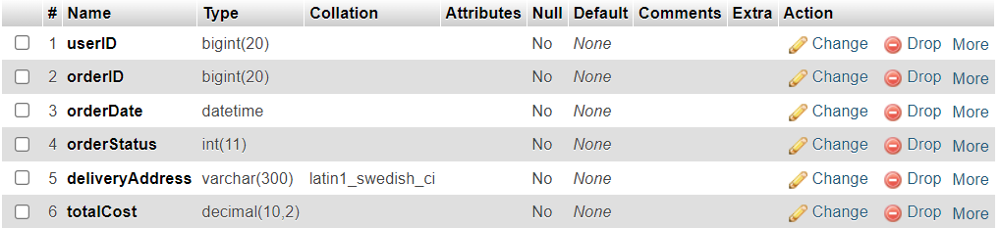 # Name Type Collation Attributes Null Default Comments Extra Action
1 userID bigint(20) No None Change Drop More
2 orderID bigint(20) No None Change Drop More
3 orderDate datetime No None Change Drop More
4 orderStatus int(11) No None Change Drop More
5 deliveryAddress varchar(300) latin1_swedish_ci No None Change Drop More
6 totalCost decimal(10,2) No None Change Drop More